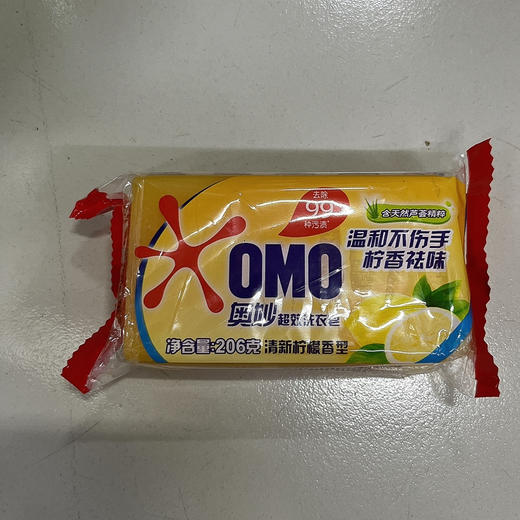 去除
99
种污渍
含天然芦荟精粹
温和不伤手
柠香祛味
OMO
奥妙 超效洗衣皂
净含量:206克 清新柠檬香型